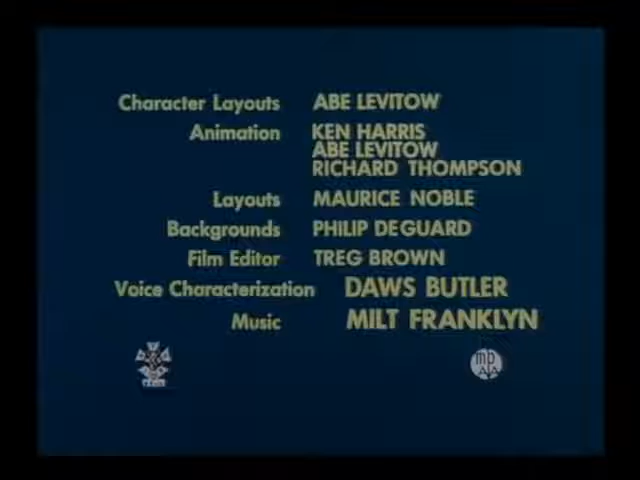 Character Layouts ABE LEVITOW
Animation KEN HARRIS
ABE LEVITOW
RICHARD THOMPSON
Layouts MAURICE NOBLE
Backgrounds PHILIP DEGUARD
Film Editor TREG BROWN
Voice Characterization DAWS BUTLER
Music MILT FRANKLYN
mp